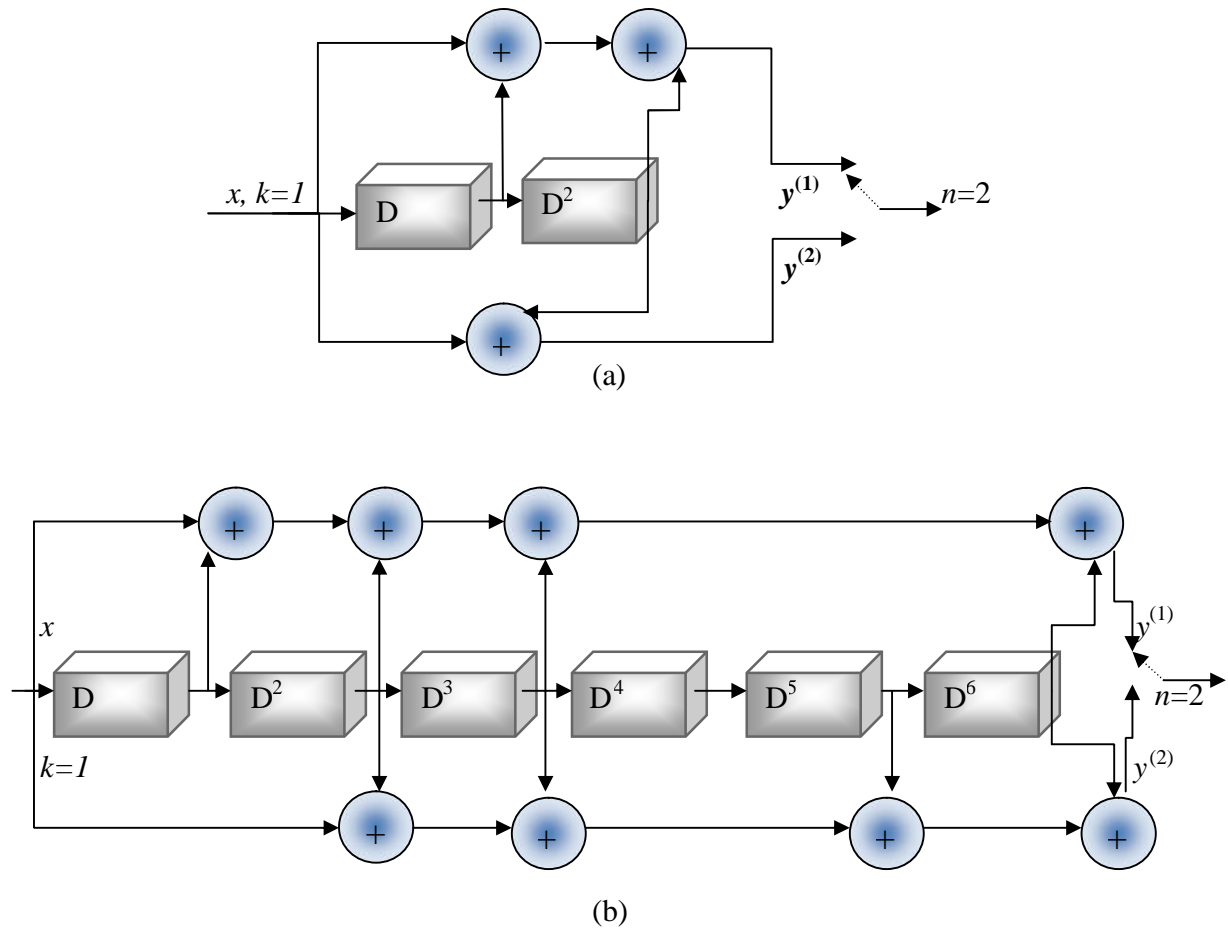 + +
x, k=1
D D²
y⁽¹⁾
n=2
y⁽²⁾
+
(a)
+ + + +
x
y⁽¹⁾
D D² D³ D⁴ D⁵ D⁶
n=2
k=1
y⁽²⁾
+ + + +
(b)